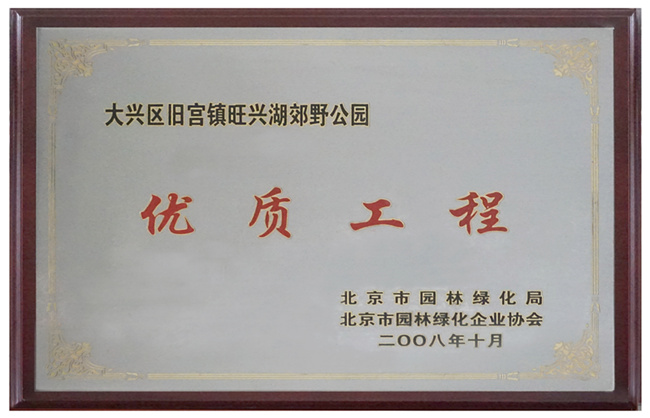 大兴区旧宫镇旺兴湖郊野公园
优质工程
北京市园林绿化局
北京市园林绿化企业协会
二〇〇八年十月